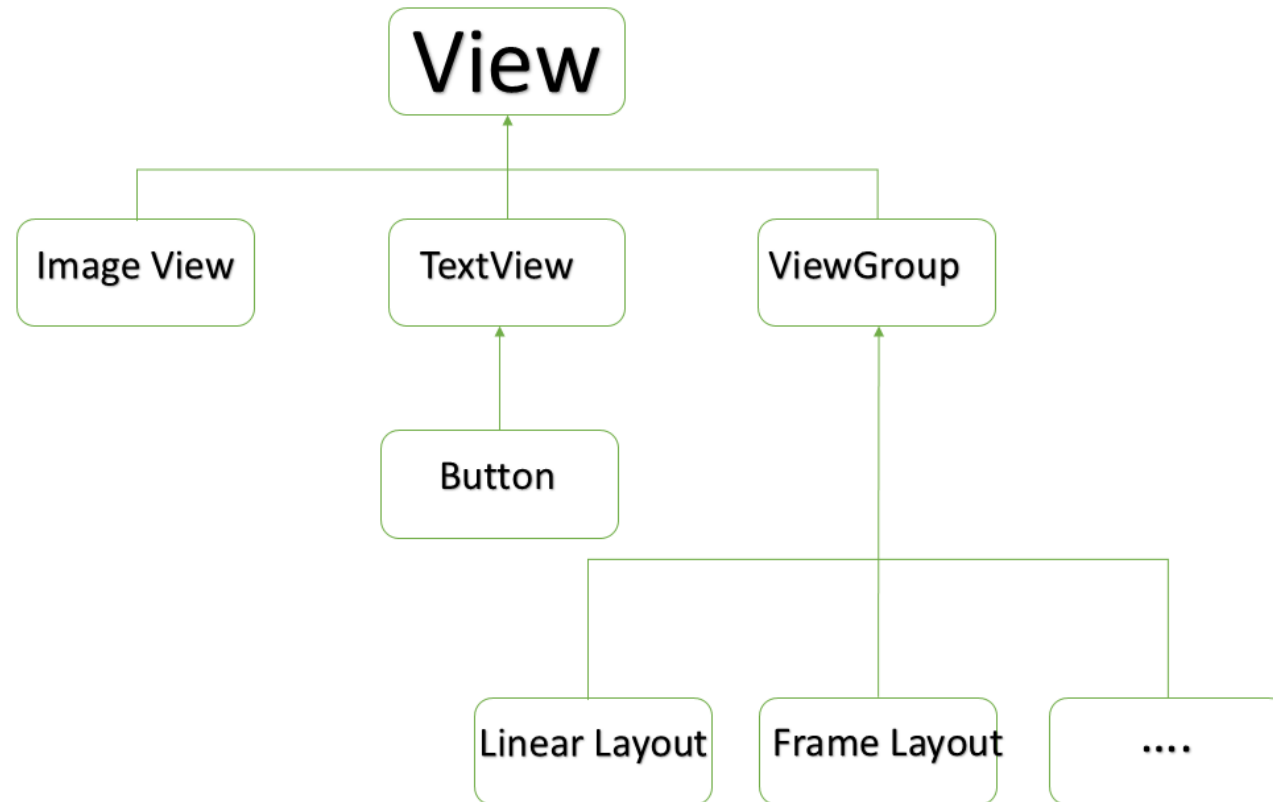 View
Image View
TextView
ViewGroup
Button
Linear Layout
Frame Layout
....